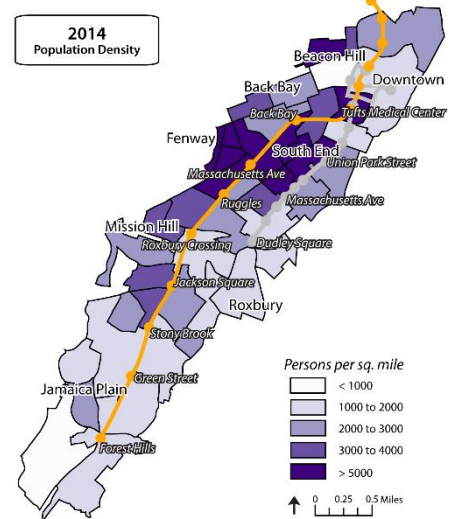 2014
Population Density
Beacon Hill
Downtown
Back Bay
Back Bay
Tufts Medical Center
Fenway
South End
Union Park Street
Massachusetts Ave
Massachusetts Ave
Ruggles
Mission Hill
Roxbury Crossing
Dudley Square
Jackson Square
Roxbury
Stony Brook
Jamaica Plain
Green Street
Forest Hills
Persons per sq. mile
< 1000
1000 to 2000
2000 to 3000
3000 to 4000
> 5000
0 0.25 0.5 Miles